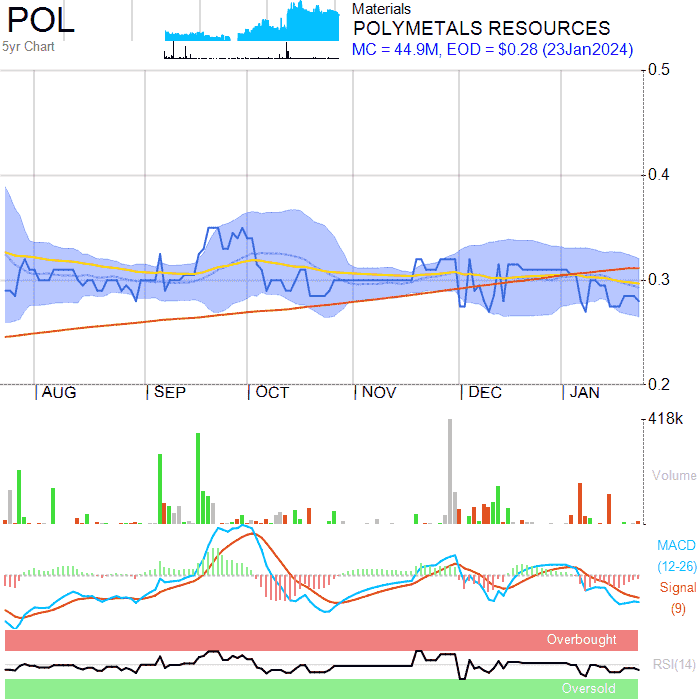 POL
5yr Chart
Materials
POLYMETALS RESOURCES
MC = 44.9M, EOD = $0.28 (23Jan2024)
0.5
0.4
0.3
0.2
AUG SEP OCT NOV DEC JAN
418k
Volume
MACD
(12-26)
Signal
(9)
Overbought
RSI(14)
Oversold